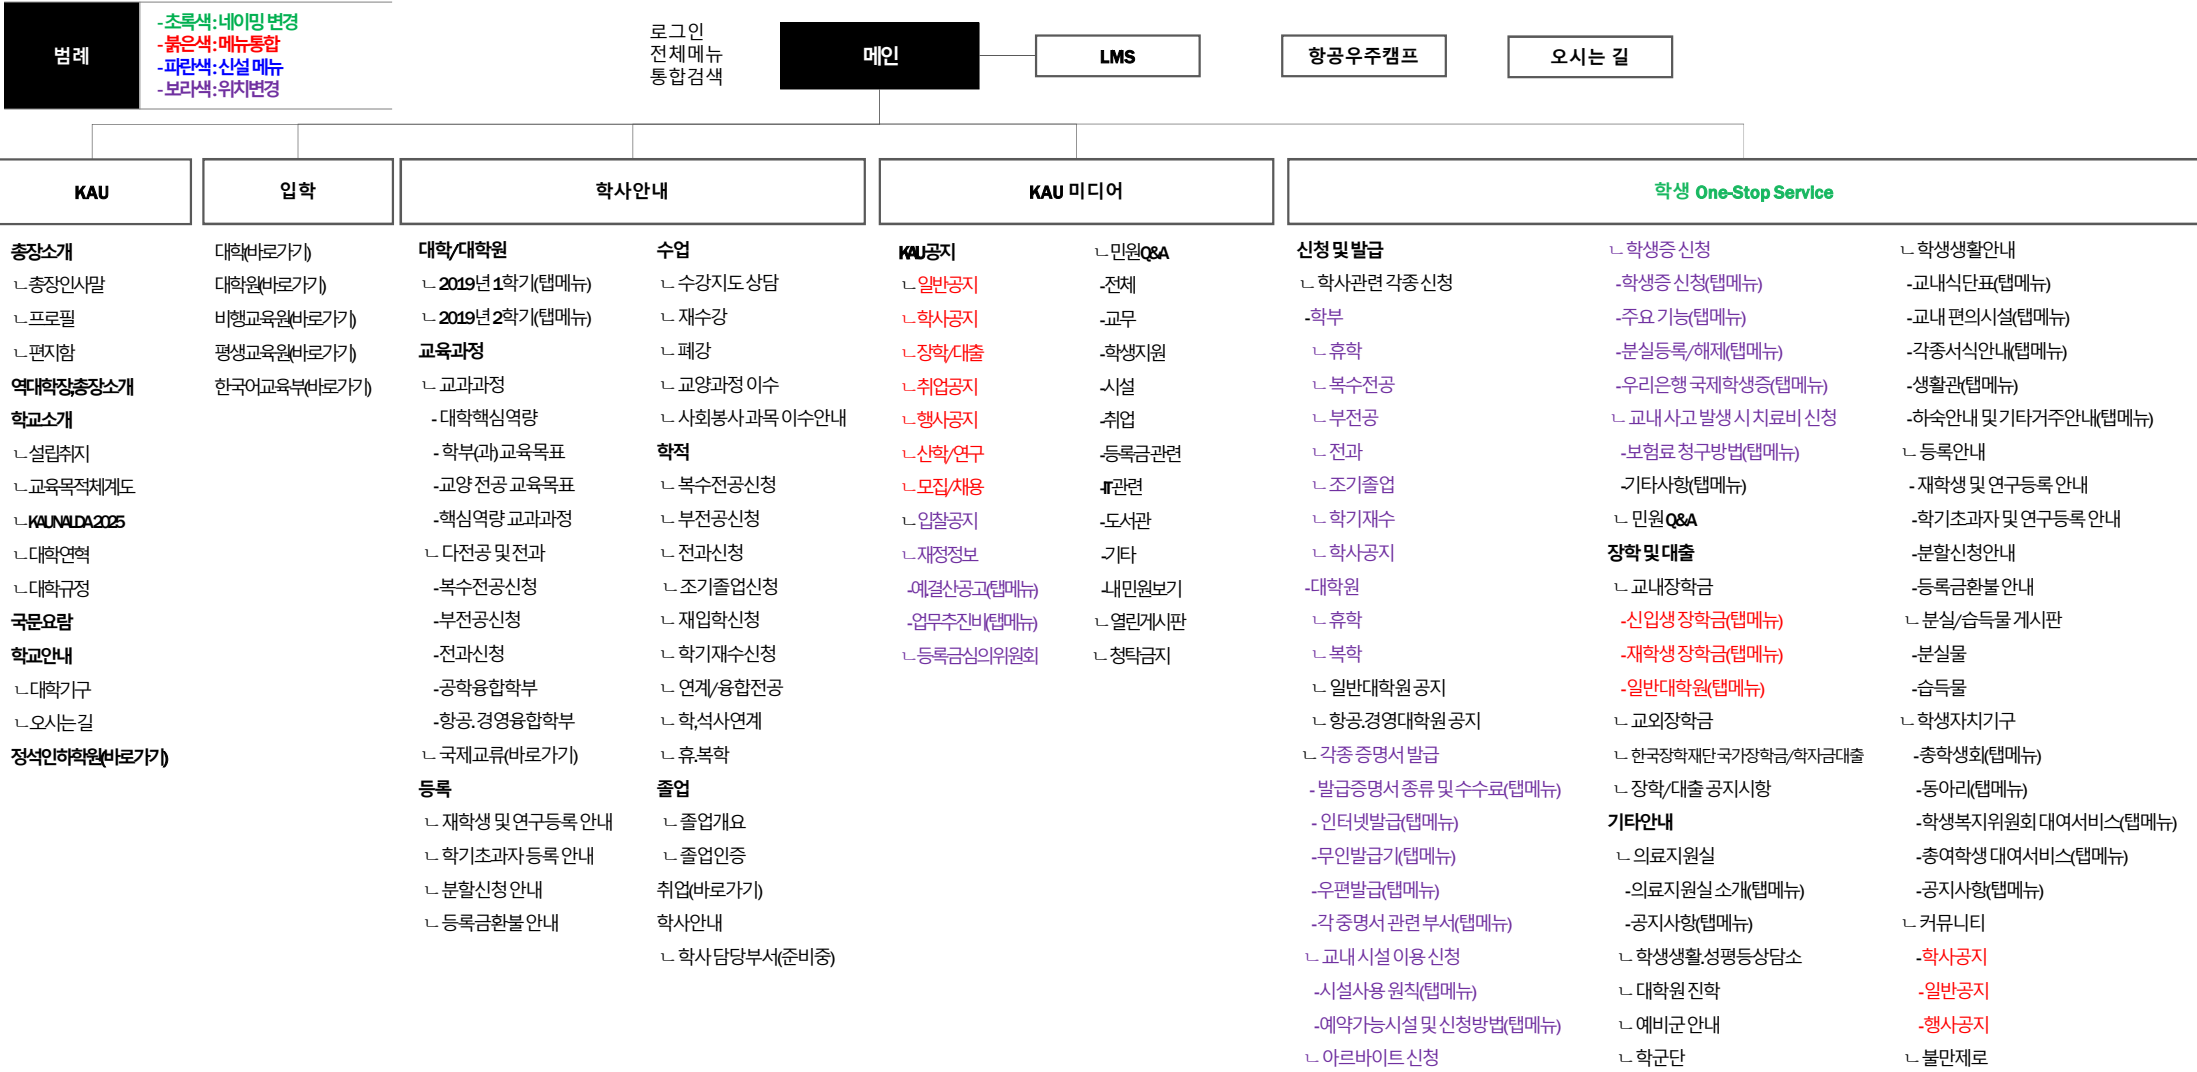 범례
- 초록색 : 네이밍 변경
- 붉은색 : 메뉴통합
- 파란색 : 신설 메뉴
- 보라색 : 위치변경
로그인
전체메뉴
통합검색
메인
LMS
항공우주캠프
오시는 길
KAU
입학
학사안내
KAU 미디어
학생 One-Stop Service
총장소개
ㄴ총장인사말
ㄴ프로필
ㄴ편지함
역대학장,총장소개
학교소개
ㄴ설립취지
ㄴ교육목적체계도
ㄴKAUNALDA 2025
ㄴ대학연혁
ㄴ대학규정
국문요람
학교안내
ㄴ대학기구
ㄴ오시는길
정석인하학원(바로가기)
대학(바로가기)
대학원(바로가기)
비행교육원(바로가기)
평생교육원(바로가기)
한국어교육부(바로가기)
대학/대학원
ㄴ 2019년 1학기(탭메뉴)
ㄴ 2019년 2학기(탭메뉴)
교육과정
ㄴ 교과과정
- 대학핵심역량
- 학부(과) 교육목표
-교양 전공 교육목표
-핵심역량 교과과정
ㄴ 다전공 및 전과
-복수전공신청
-부전공신청
-전과신청
-공학융합학부
-항공. 경영융합학부
ㄴ 국제교류(바로가기)
등록
ㄴ 재학생 및 연구등록 안내
ㄴ 학기초과자 등록 안내
ㄴ 분할신청 안내
ㄴ 등록금환불 안내
수업
ㄴ 수강지도 상담
ㄴ 재수강
ㄴ 폐강
ㄴ 교양과정 이수
ㄴ 사회봉사 과목 이수안내
학적
ㄴ 복수전공신청
ㄴ 부전공신청
ㄴ 전과신청
ㄴ 조기졸업신청
ㄴ 재입학신청
ㄴ 학기재수신청
ㄴ 연계/융합전공
ㄴ 학,석사연계
ㄴ 휴.복학
졸업
ㄴ 졸업개요
ㄴ 졸업인증
취업(바로가기)
학사안내
ㄴ 학사 담당부서(준비중)
KAU공지
ㄴ일반공지
ㄴ학사공지
ㄴ장학/대출
ㄴ취업공지
ㄴ행사공지
ㄴ산학/연구
ㄴ모집/채용
ㄴ입찰공지
ㄴ재정정보
-예,결산공고(탭메뉴)
-업무추진비(탭메뉴)
ㄴ등록금심의위원회
ㄴ민원Q&A
-전체
-교무
-학생지원
-시설
-취업
-등록금관련
-IT관련
-도서관
-기타
-내민원보기
ㄴ열린게시판
ㄴ청탁금지
신청 및 발급
ㄴ 학사관련 각종 신청
-학부
ㄴ 휴학
ㄴ 복수전공
ㄴ 부전공
ㄴ 전과
ㄴ 조기졸업
ㄴ 학기재수
ㄴ 학사공지
-대학원
ㄴ 휴학
ㄴ 복학
ㄴ 일반대학원 공지
ㄴ 항공.경영대학원 공지
ㄴ 각종 증명서 발급
- 발급증명서 종류 및 수수료(탭메뉴)
- 인터넷발급(탭메뉴)
-무인발급기(탭메뉴)
-우편발급(탭메뉴)
-각 중명서 관련 부서(탭메뉴)
ㄴ 교내 시설 이용 신청
-시설사용 원칙(탭메뉴)
-예약가능시설 및 신청방법(탭메뉴)
ㄴ 아르바이트 신청
ㄴ 학생증 신청
-학생증 신청(탭메뉴)
-주요 기능(탭메뉴)
-분실등록/해제(탭메뉴)
-우리은행 국제학생증(탭메뉴)
ㄴ 교내 사고 발생 시 치료비 신청
-보험료 청구방법(탭메뉴)
-기타사항(탭메뉴)
ㄴ 민원 Q&A
장학 및 대출
ㄴ 교내장학금
-신입생 장학금(탭메뉴)
-재학생 장학금(탭메뉴)
-일반대학원(탭메뉴)
ㄴ 교외장학금
ㄴ 한국장학재단 국가장학금/학자금대출
ㄴ 장학/대출 공지시항
기타안내
ㄴ 의료지원실
-의료지원실 소개(탭메뉴)
-공지사항(탭메뉴)
ㄴ 학생생활.성평등상담소
ㄴ 대학원 진학
ㄴ 예비군 안내
ㄴ 학군단
ㄴ 학생생활안내
-교내식단표(탭메뉴)
-교내 편의시설(탭메뉴)
-각종서식안내(탭메뉴)
-생활관(탭메뉴)
-하숙안내 및 기타거주안내(탭메뉴)
ㄴ 등록안내
- 재학생 및 연구등록 안내
-학기초과자 및 연구등록 안내
-분할신청안내
-등록금환불 안내
ㄴ 분실/습득물 게시판
-분실물
-습득물
ㄴ 학생자치기구
-총학생회(탭메뉴)
-동아리(탭메뉴)
-학생복지위원회 대여서비스(탭메뉴)
-총여학생 대여서비스(탭메뉴)
-공지사항(탭메뉴)
ㄴ 커뮤니티
-학사공지
-일반공지
-행사공지
ㄴ 불만제로